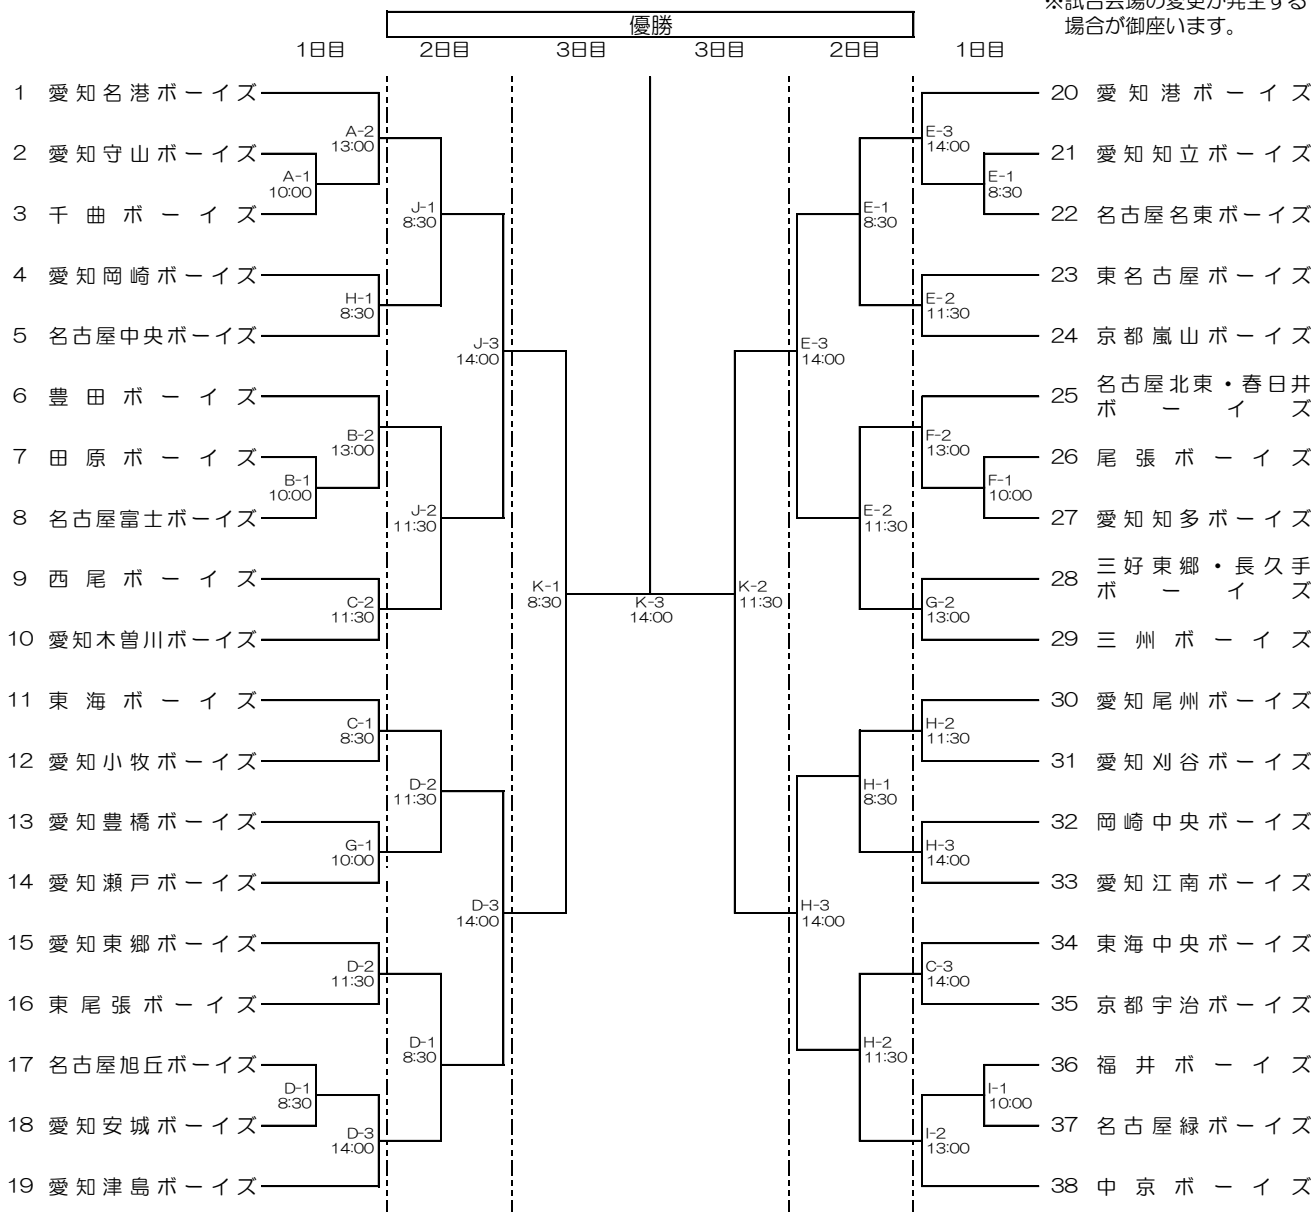 ※試合会場の変更が発生する
場合が御座います。
優勝
1日目 2日目 3日目 3日目 2日目 1日目
1 愛知名港ボーイズ
2 愛知守山ボーイズ
3 千曲ボーイズ
4 愛知岡崎ボーイズ
5 名古屋中央ボーイズ
6 豊田ボーイズ
7 田原ボーイズ
8 名古屋富士ボーイズ
9 西尾ボーイズ
10 愛知木曽川ボーイズ
11 東海ボーイズ
12 愛知小牧ボーイズ
13 愛知豊橋ボーイズ
14 愛知瀬戸ボーイズ
15 愛知東郷ボーイズ
16 東尾張ボーイズ
17 名古屋旭丘ボーイズ
18 愛知安城ボーイズ
19 愛知津島ボーイズ
A-1
10:00
B-1
10:00
D-1
8:30
A-2
13:00
H-1
8:30
B-2
13:00
C-2
11:30
C-1
8:30
G-1
10:00
D-2
11:30
D-3
14:00
J-1
8:30
J-2
11:30
D-2
11:30
D-1
8:30
J-3
14:00
D-3
14:00
K-1
8:30
K-3
14:00
K-2
11:30
E-3
14:00
H-3
14:00
E-1
8:30
E-2
11:30
H-1
8:30
H-2
11:30
E-3
14:00
E-2
11:30
F-2
13:00
G-2
13:00
H-2
11:30
H-3
14:00
C-3
14:00
I-2
13:00
E-1
8:30
F-1
10:00
I-1
10:00
20 愛知港ボーイズ
21 愛知知立ボーイズ
22 名古屋名東ボーイズ
23 東名古屋ボーイズ
24 京都嵐山ボーイズ
25 名古屋北東・春日井
ボーイズ
26 尾張ボーイズ
27 愛知知多ボーイズ
28 三好東郷・長久手
ボーイズ
29 三州ボーイズ
30 愛知尾州ボーイズ
31 愛知刈谷ボーイズ
32 岡崎中央ボーイズ
33 愛知江南ボーイズ
34 東海中央ボーイズ
35 京都宇治ボーイズ
36 福井ボーイズ
37 名古屋緑ボーイズ
38 中京ボーイズ